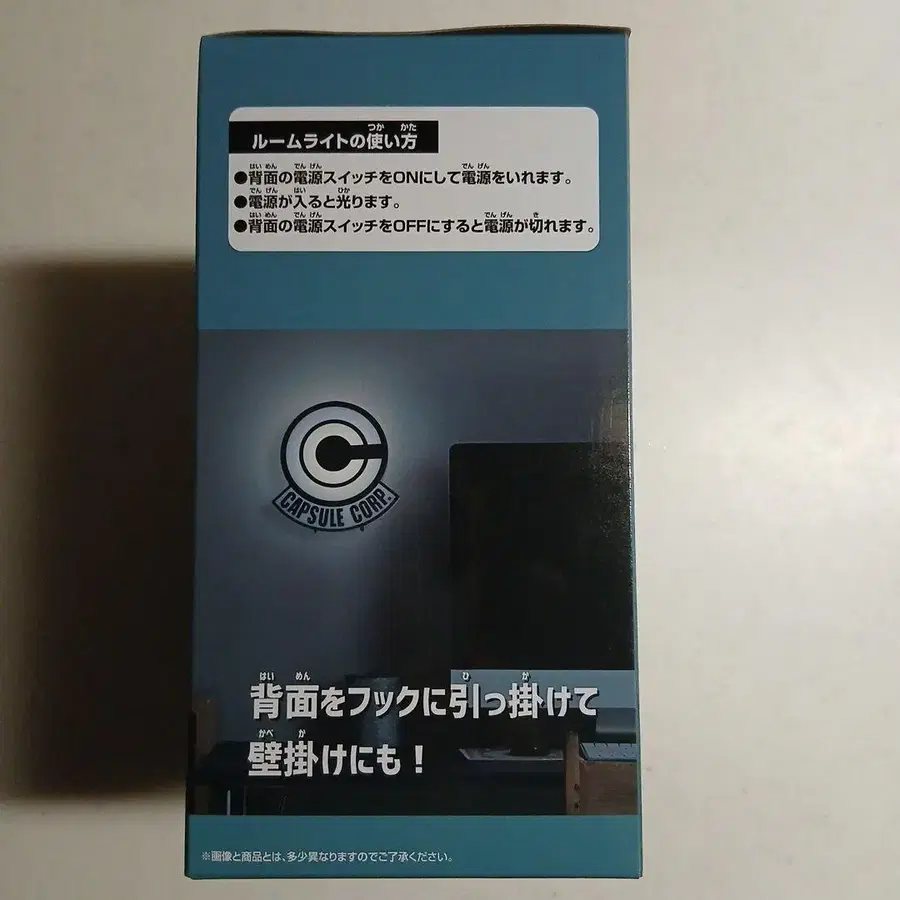 ルームライトの使い方
●背面の電源スイッチをONにして電源をいれます。
●電源が入ると光ります。
●背面の電源スイッチをOFFにすると電源が切れます。
CAPSULE CORP.
背面をフックに引っ掛けて
壁掛けにも！
※画像と商品とは、多少異なりますのでご了承ください。